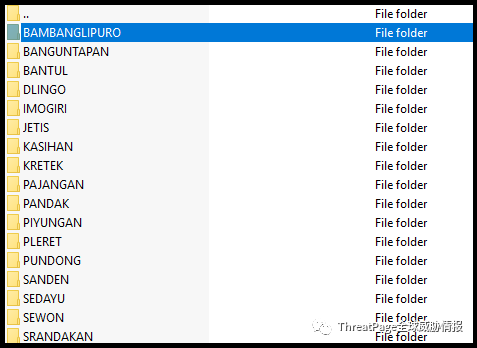 .. File folder
BAMBANGLIPURO File folder
BANGUNTAPAN File folder
BANTUL File folder
DLINGO File folder
IMOGIRI File folder
JETIS File folder
KASIHAN File folder
KRETEK File folder
PAJANGAN File folder
PANDAK File folder
PIYUNGAN File folder
PLERET File folder
PUNDONG File folder
SANDEN File folder
SEDAYU File folder
SEWON File folder
SRANDAKAN File folder
ThreatPage全球威胁情报